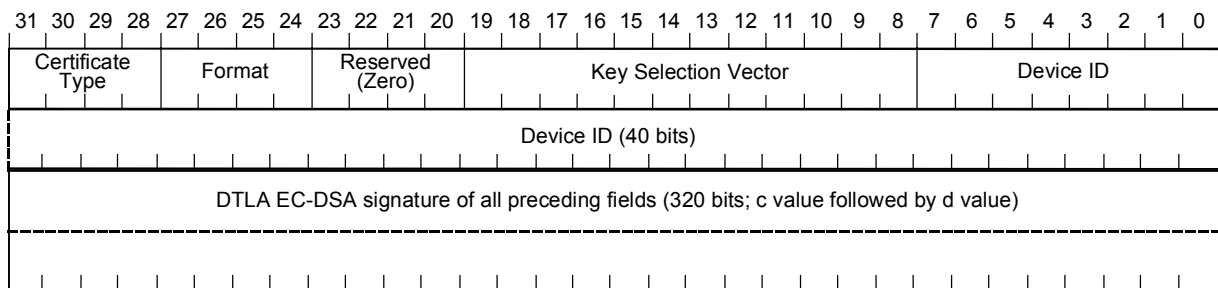 31 30 29 28 27 26 25 24 23 22 21 20 19 18 17 16 15 14 13 12 11 10 9 8 7 6 5 4 3 2 1 0
Certificate Type Format Reserved (Zero) Key Selection Vector Device ID
Device ID (40 bits)
DTLA EC-DSA signature of all preceding fields (320 bits; c value followed by d value)